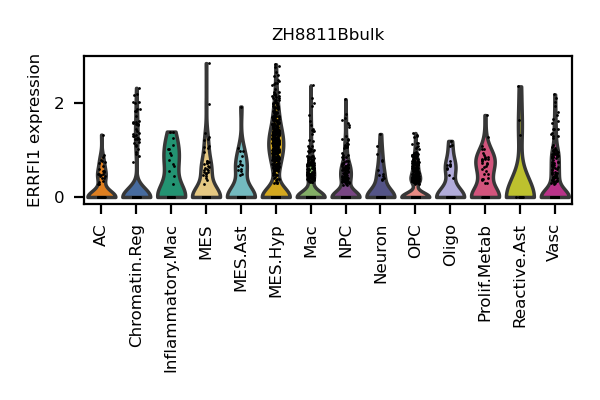 ZH8811Bbulk
ERRFI1 expression
2
0
AC
Chromatin.Reg
Inflammatory.Mac
MES
MES.Ast
MES.Hyp
Mac
NPC
Neuron
OPC
Oligo
Prolif.Metab
Reactive.Ast
Vasc